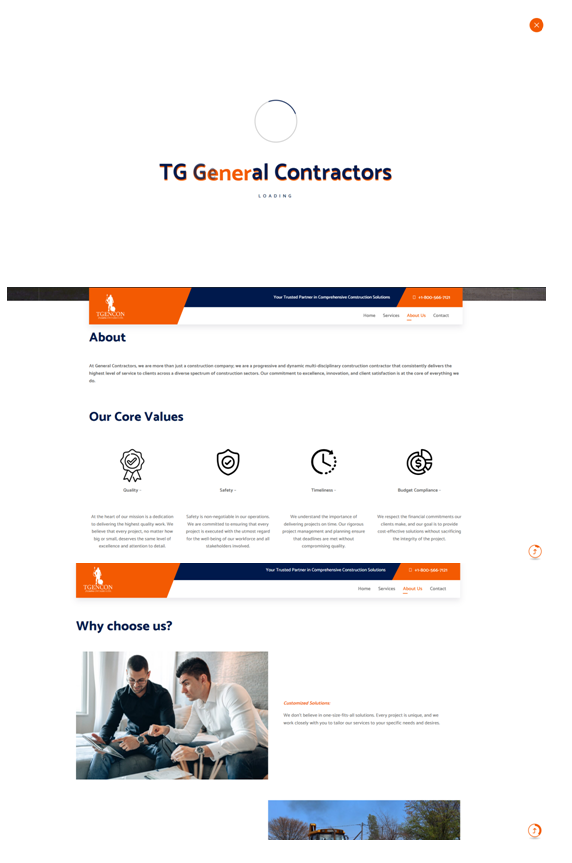 TG General Contractors
LOADING
Your Trusted Partner in Comprehensive Construction Solutions
+1-800-566-7121
TGENCON
Home Services About Us Contact
About
At General Contractors, we are more than just a construction company; we are a progressive and dynamic multi-disciplinary construction contractor that consistently delivers the
highest level of service to clients across a diverse spectrum of construction sectors. Our commitment to excellence, innovation, and client satisfaction is at the core of everything we
do.
Our Core Values
Quality - Safety - Timeliness - Budget Compliance -
At the heart of our mission is a dedication
to delivering the highest quality work. We
believe that every project, no matter how
big or small, deserves the same level of
excellence and attention to detail.
Safety is non-negotiable in our operations.
We are committed to ensuring that every
project is executed with the utmost regard
for the well-being of our workforce and all
stakeholders involved.
We understand the importance of
delivering projects on time. Our rigorous
project management and planning ensure
that deadlines are met without
compromising quality.
We respect the financial commitments our
clients make, and our goal is to provide
cost-effective solutions without sacrificing
the integrity of the project.
Your Trusted Partner in Comprehensive Construction Solutions
+1-800-566-7121
TGENCON
Home Services About Us Contact
Why choose us?
Customized Solutions:
We don't believe in one-size-fits-all solutions. Every project is unique, and we
work closely with you to tailor our services to your specific needs and desires.